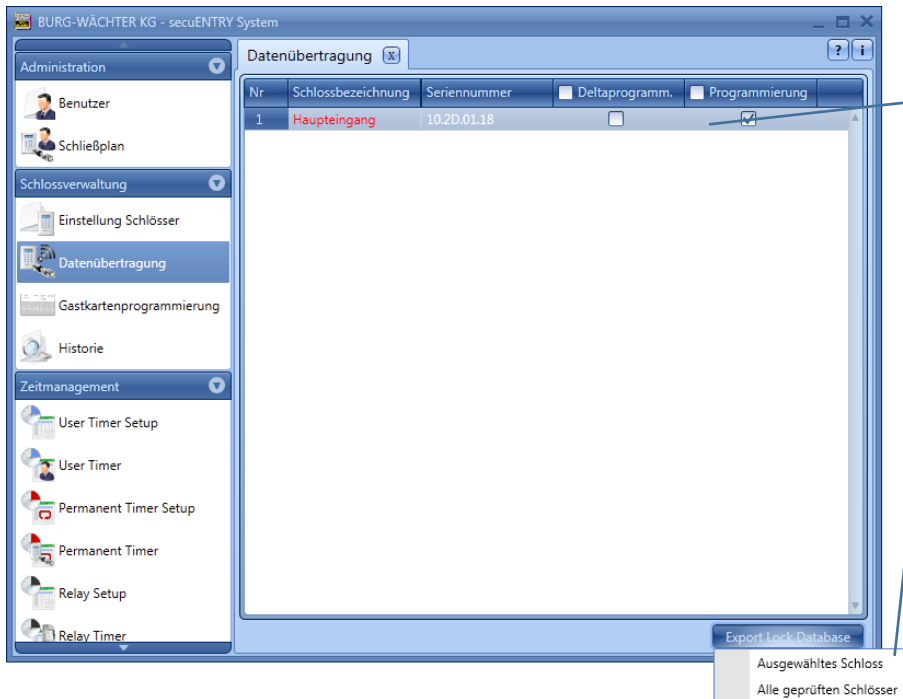 BURG-WÄCHTER KG - secuENTRY System
Administration
Benutzer
Schließplan
Schlossverwaltung
Einstellung Schlösser
Datenübertragung
Gastkartenprogrammierung
Historie
Zeitmanagement
User Timer Setup
User Timer
Permanent Timer Setup
Permanent Timer
Relay Setup
Relay Timer
Datenübertragung x
? i
Nr Schlossbezeichnung Seriennummer Deltaprogramm. Programmierung
1 Haupteingang 10.2D.01.18
Export Lock Database
Ausgewähltes Schloss
Alle geprüften Schlösser